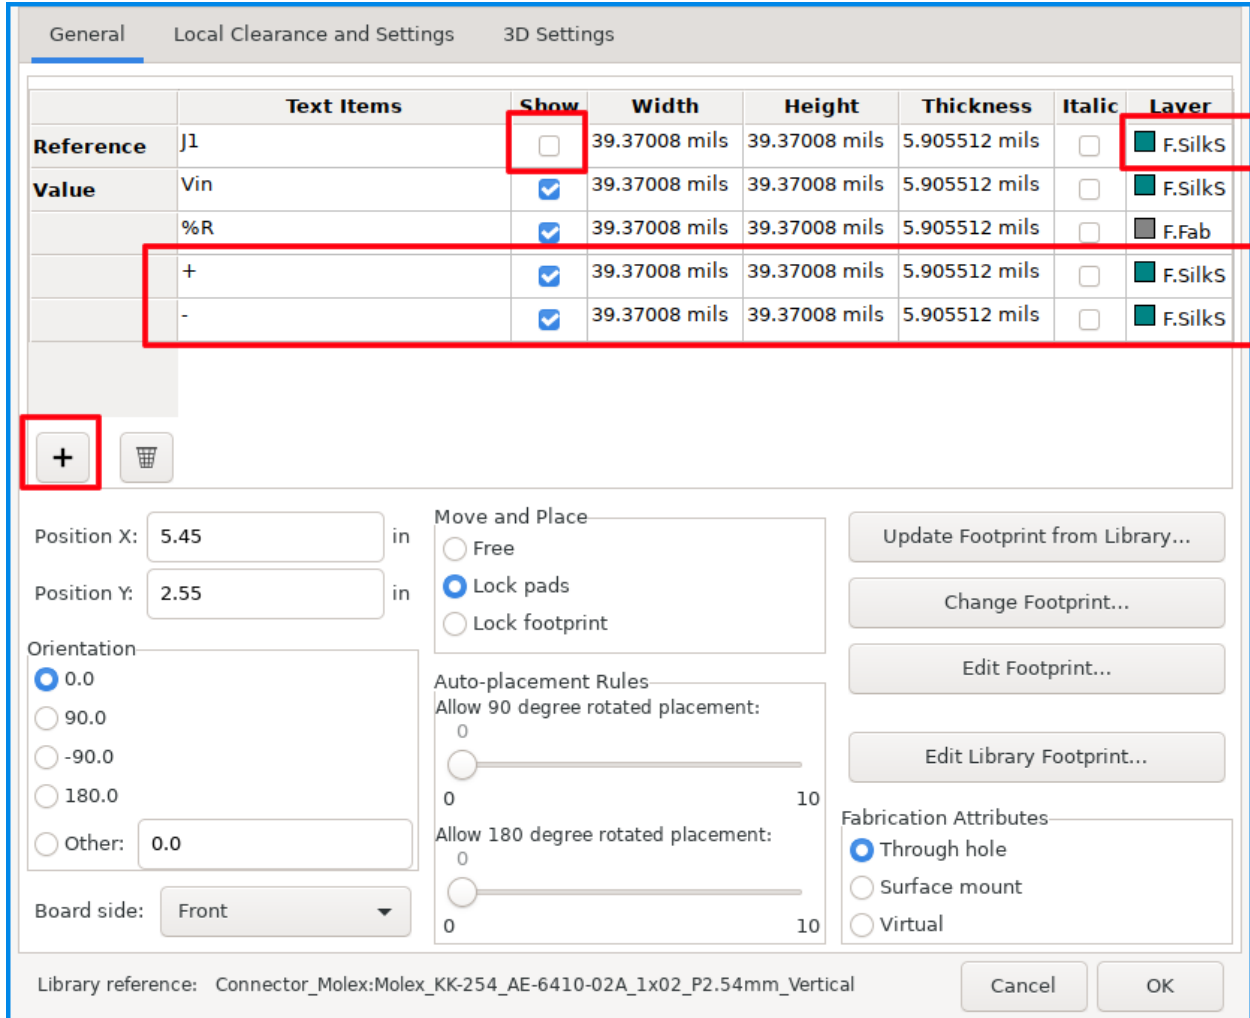 General Local Clearance and Settings 3D Settings
Text Items Show Width Height Thickness Italic Layer
Reference J1 39.37008 mils 39.37008 mils 5.905512 mils F.SilkS
Value Vin 39.37008 mils 39.37008 mils 5.905512 mils F.SilkS
%R 39.37008 mils 39.37008 mils 5.905512 mils F.Fab
+ 39.37008 mils 39.37008 mils 5.905512 mils F.SilkS
- 39.37008 mils 39.37008 mils 5.905512 mils F.SilkS
+
Position X: 5.45 in
Position Y: 2.55 in
Orientation
0.0
90.0
-90.0
180.0
Other: 0.0
Board side: Front
Move and Place
Free
Lock pads
Lock footprint
Auto-placement Rules
Allow 90 degree rotated placement:
0
0 10
Allow 180 degree rotated placement:
0
0 10
Update Footprint from Library...
Change Footprint...
Edit Footprint...
Edit Library Footprint...
Fabrication Attributes
Through hole
Surface mount
Virtual
Library reference: Connector_Molex:Molex_KK-254_AE-6410-02A_1x02_P2.54mm_Vertical
Cancel OK